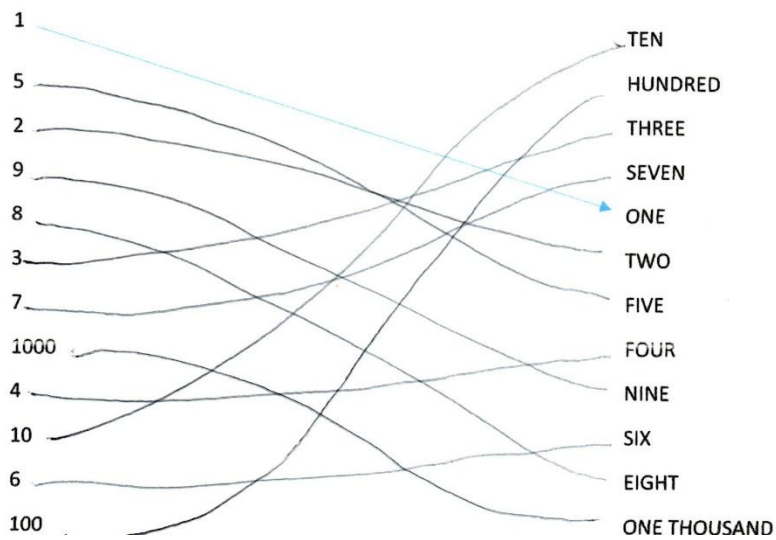 1
5
2
9
8
3
7
1000
4
10
6
100
TEN
HUNDRED
THREE
SEVEN
ONE
TWO
FIVE
FOUR
NINE
SIX
EIGHT
ONE THOUSAND